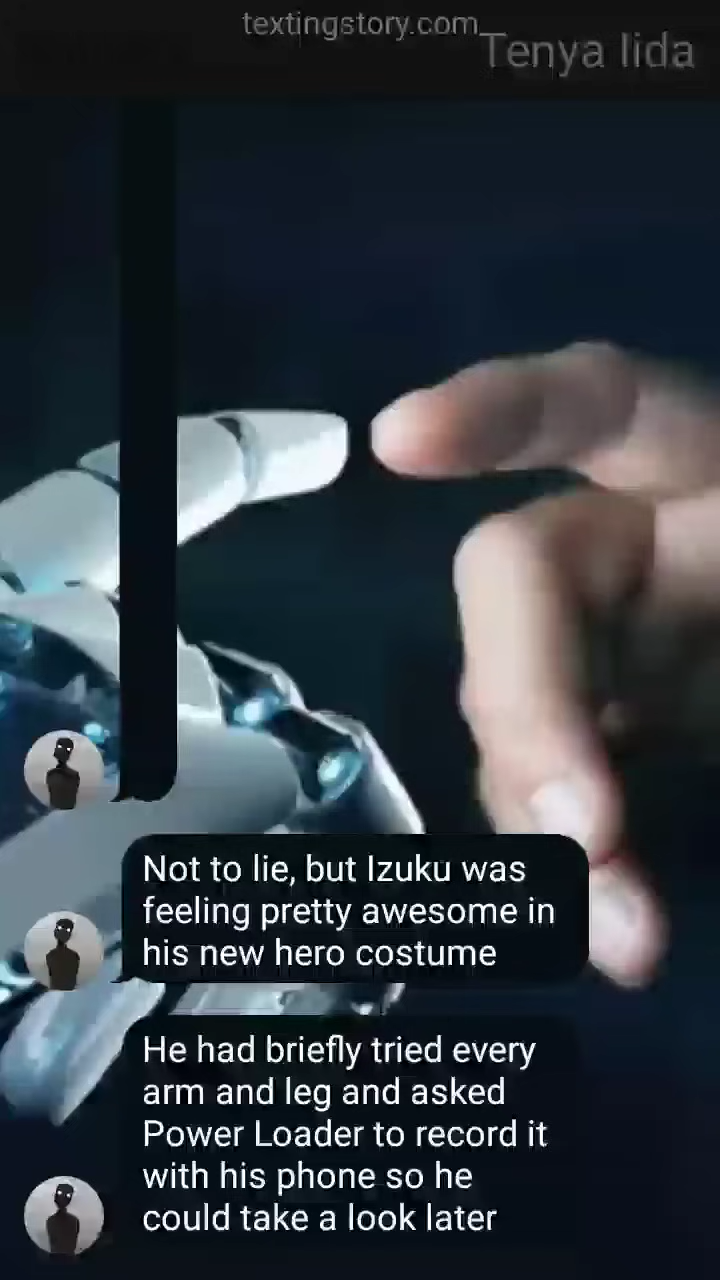 textingstory.com
Tenya Iida
Not to lie, but Izuku was
feeling pretty awesome in
his new hero costume
He had briefly tried every
arm and leg and asked
Power Loader to record it
with his phone so he
could take a look later